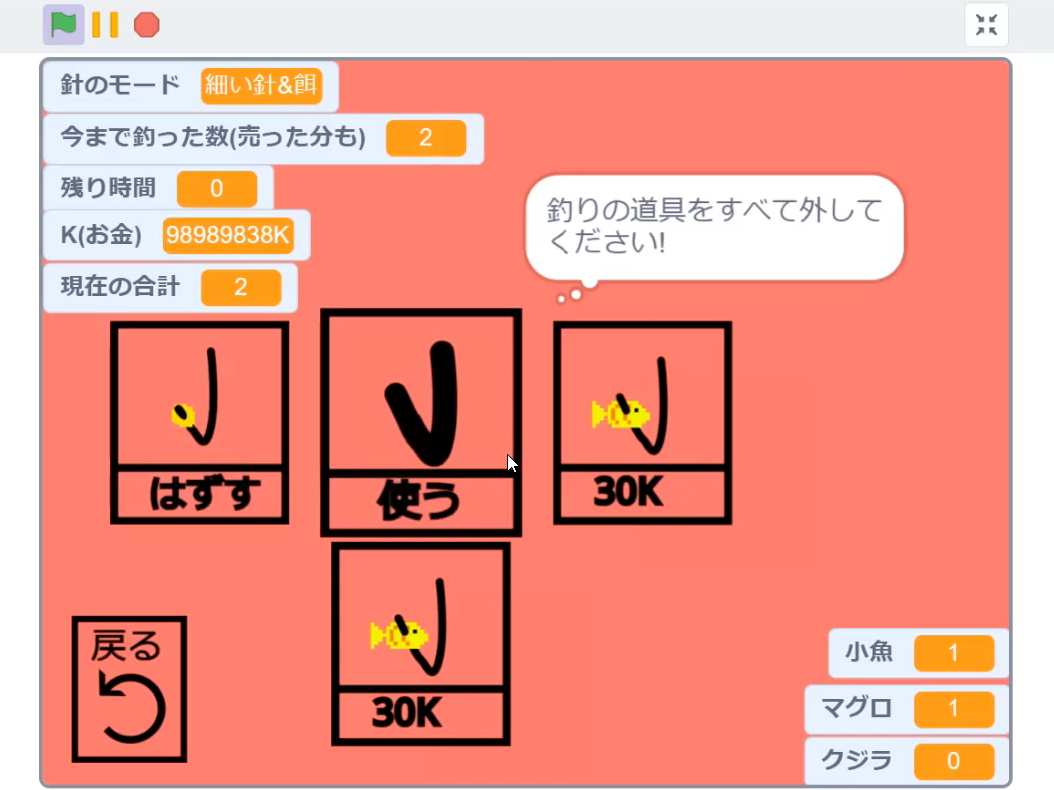 針のモード 細い針&餌
今まで釣った数(売った分も) 2
残り時間 0
K(お金) 98989838K
現在の合計 2
釣りの道具をすべて外して
ください!
はずす
使う
30K
30K
戻る
小魚 1
マグロ 1
クジラ 0